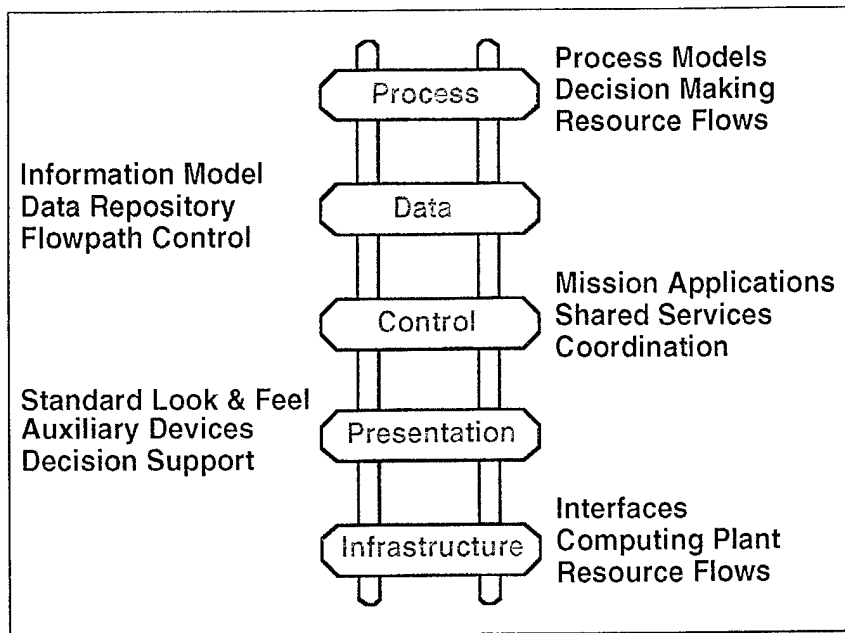 Process
Process Models
Decision Making
Resource Flows
Information Model
Data Repository
Flowpath Control
Data
Control
Mission Applications
Shared Services
Coordination
Standard Look & Feel
Auxiliary Devices
Decision Support
Presentation
Infrastructure
Interfaces
Computing Plant
Resource Flows